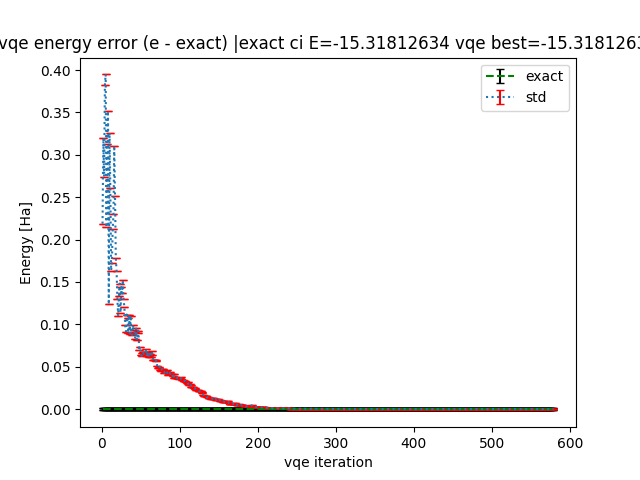 vqe energy error (e - exact) |exact ci E=-15.31812634 vqe best=-15.3181263
exact
std
0.40
0.35
0.30
0.25
0.20
0.15
0.10
0.05
0.00
Energy [Ha]
0 100 200 300 400 500 600
vqe iteration